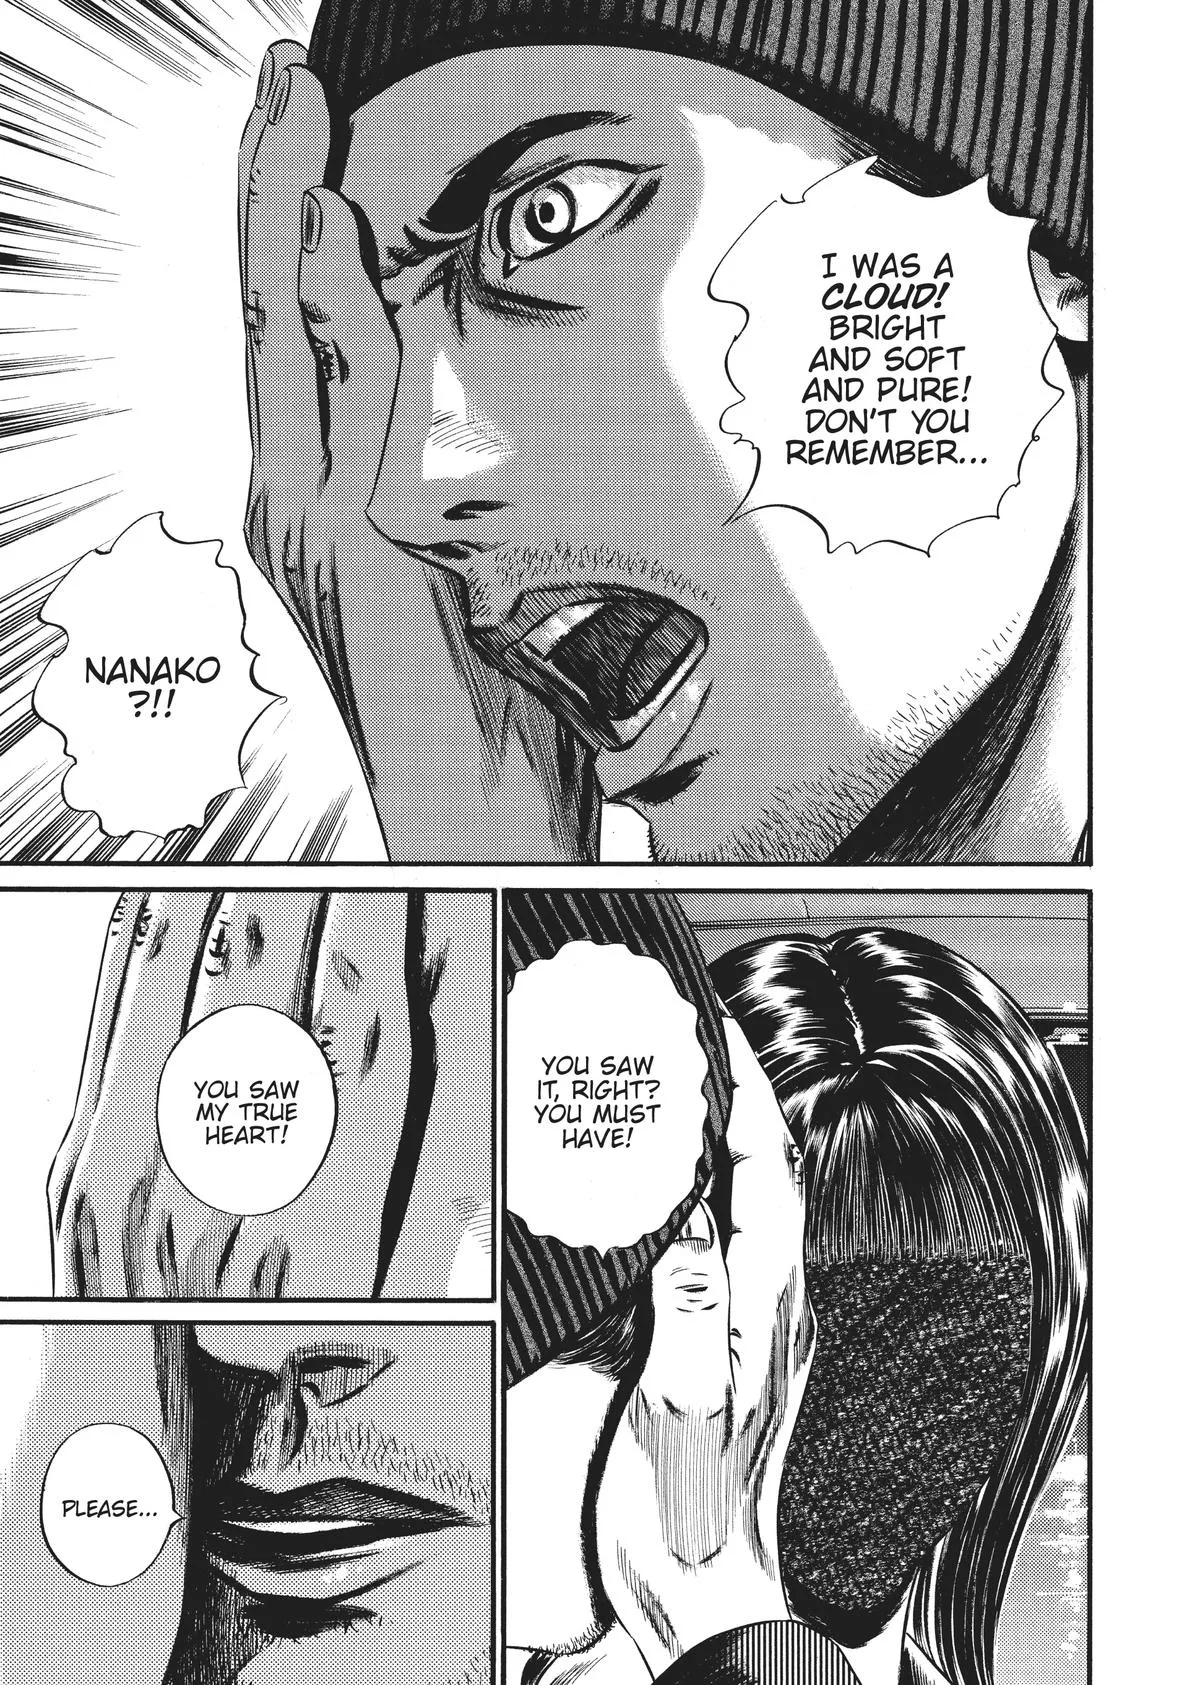 I WAS A
CLOUD!
BRIGHT
AND SOFT
AND PURE!
DON'T YOU
REMEMBER...
NANAKO
?!!
YOU SAW
IT, RIGHT?
YOU MUST
HAVE!
YOU SAW
MY TRUE
HEART!
PLEASE...